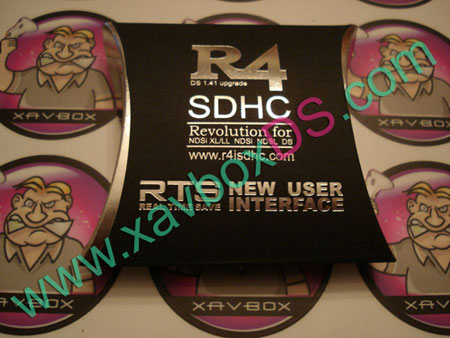 R4
DS 1.41 upgrade
SDHC
Revolution for
NDSi XL/LL NDSi NDSL DS
www.r4isdhc.com
RTS NEW USER
REAL-TIME SAVE INTERFACE
www.xavboxDS.com
XAVBOX
XAVBOX
XAVBOX
XAVBOX